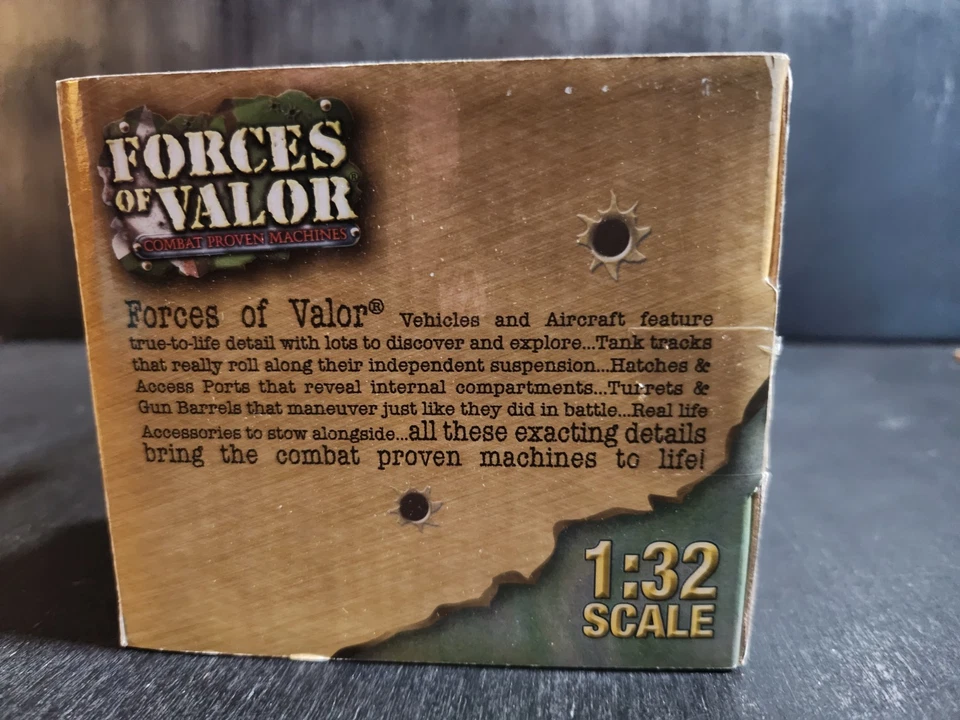 FORCES
OF VALOR
COMBAT PROVEN MACHINES
Forces of Valor® Vehicles and Aircraft feature
true-to-life detail with lots to discover and explore...Tank tracks
that really roll along their independent suspension...Hatches &
Access Ports that reveal internal compartments...Turrets &
Gun Barrels that maneuver just like they did in battle...Real life
Accessories to stow alongside...all these exacting details
bring the combat proven machines to life!
1:32
SCALE